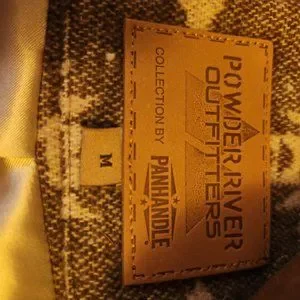 POWDER RIVER
OUTFITTERS
COLLECTION BY
PANHANDLE
M